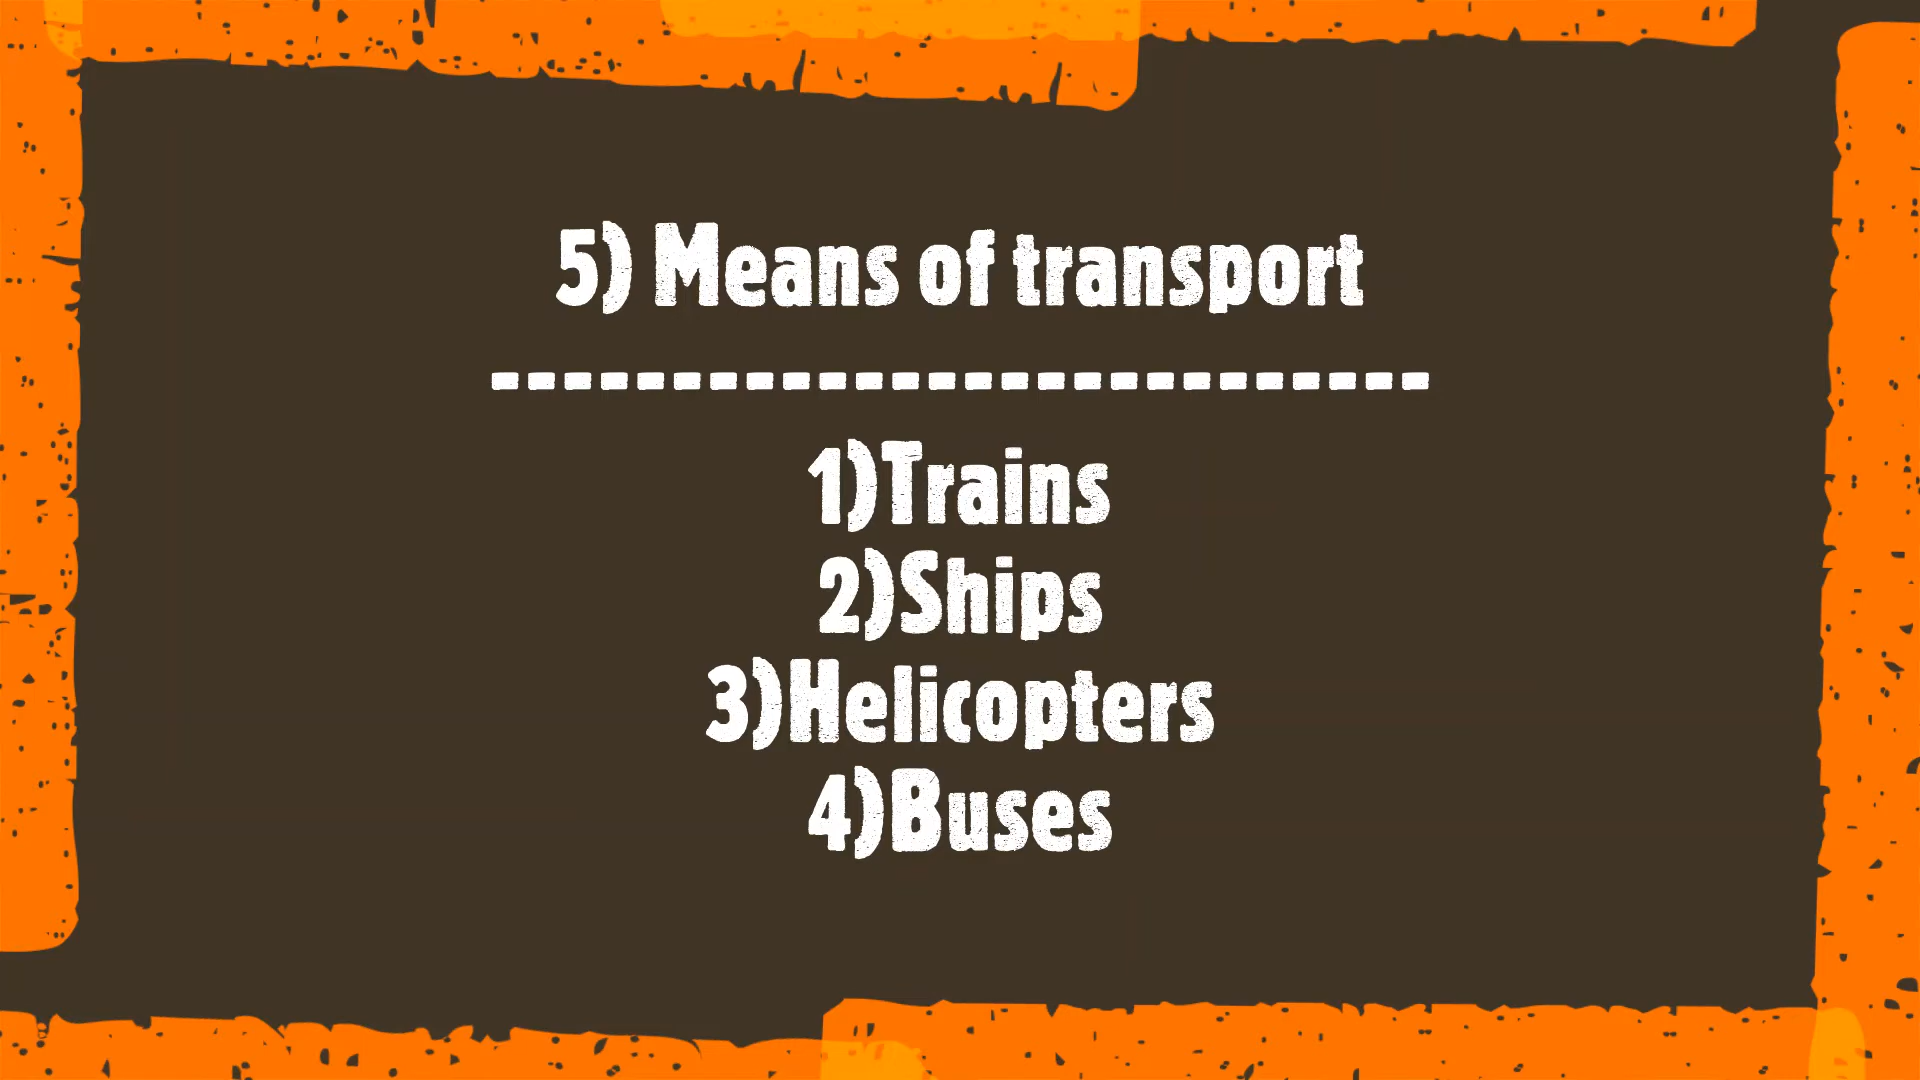 5) Means of transport
--------------------------
1)Trains
2)Ships
3)Helicopters
4)Buses